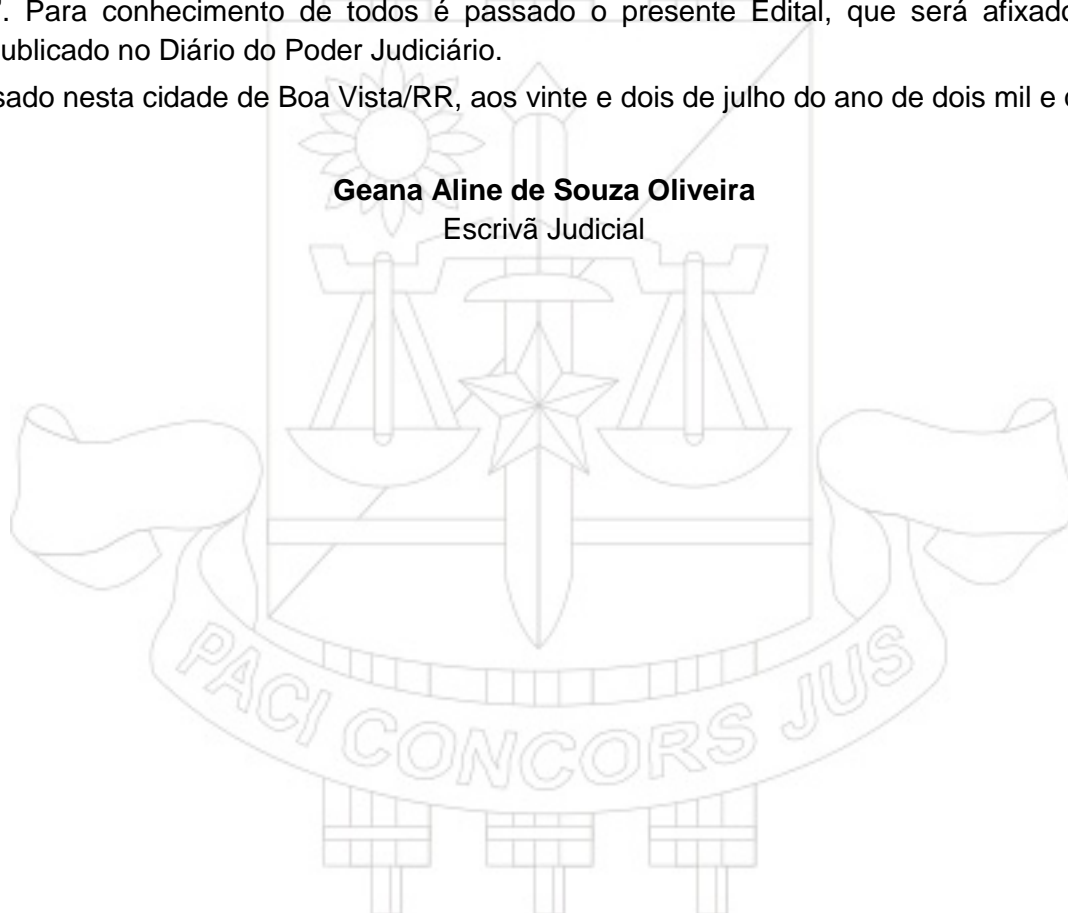 . Para conhecimento de todos é passado o presente Edital, que será afixado
ublicado no Diário do Poder Judiciário.
sado nesta cidade de Boa Vista/RR, aos vinte e dois de julho do ano de dois mil e
Geana Aline de Souza Oliveira
Escrivã Judicial
PACI CONCORS JUS